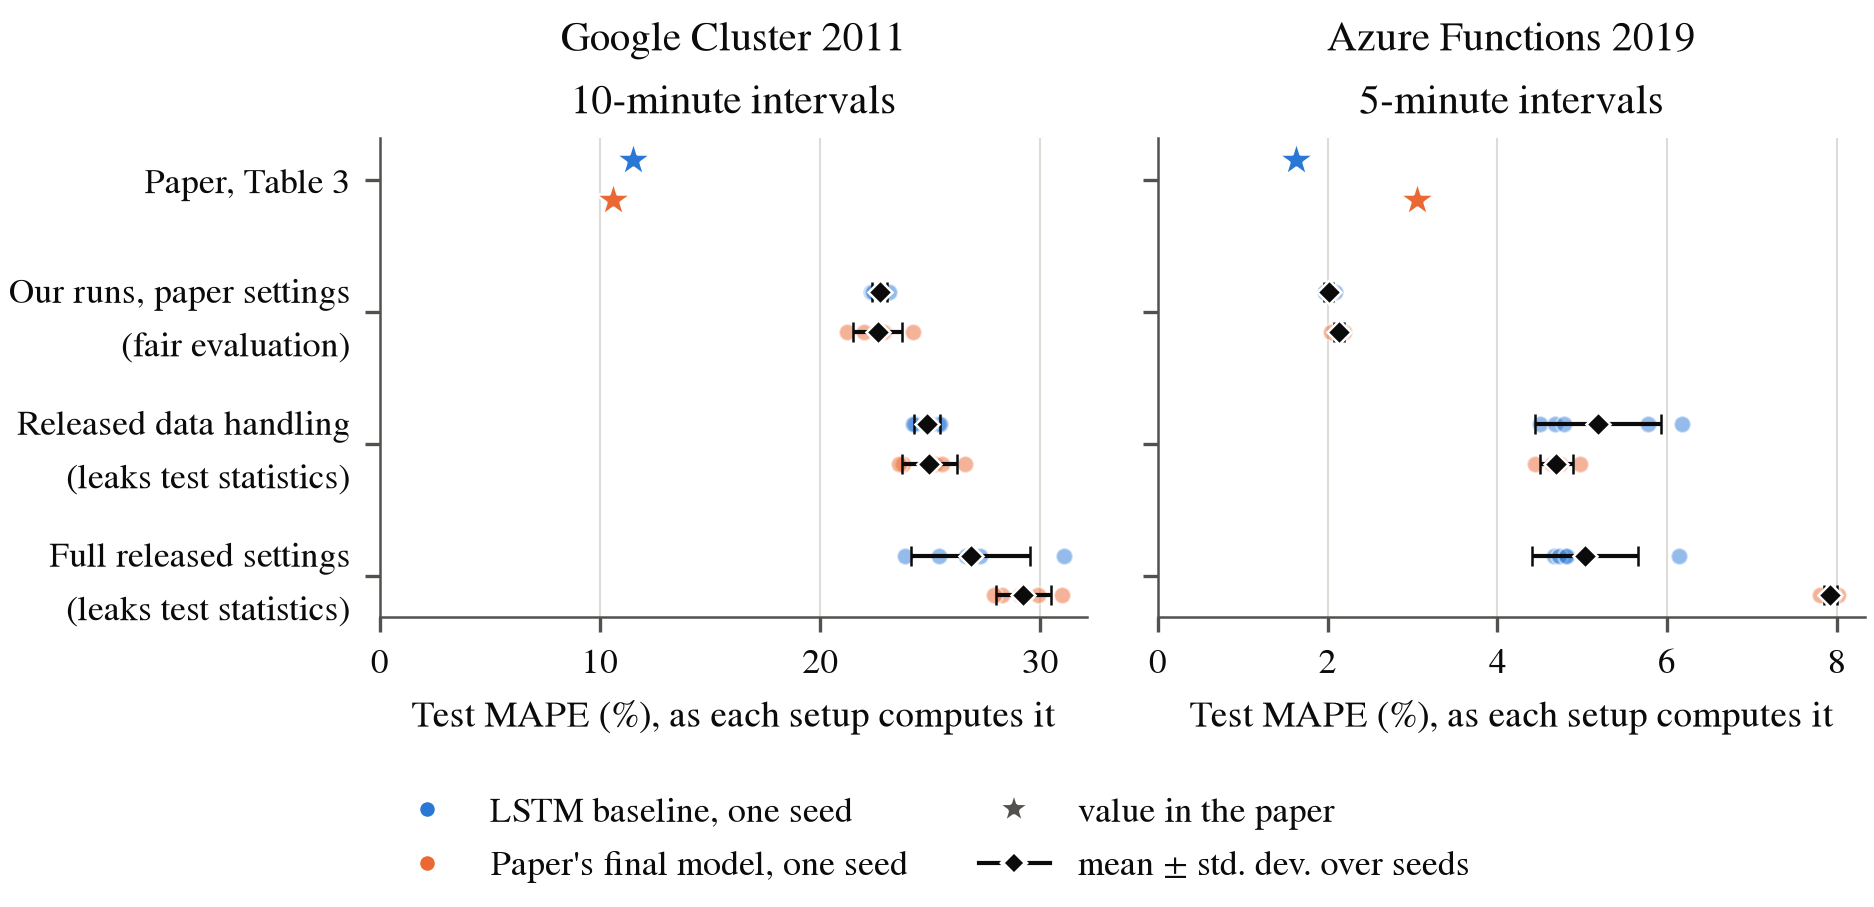 Google Cluster 2011
10-minute intervals
Azure Functions 2019
5-minute intervals
Paper, Table 3
Our runs, paper settings
(fair evaluation)
Released data handling
(leaks test statistics)
Full released settings
(leaks test statistics)
0 10 20 30
0 2 4 6 8
Test MAPE (%), as each setup computes it
Test MAPE (%), as each setup computes it
LSTM baseline, one seed
Paper's final model, one seed
value in the paper
mean ± std. dev. over seeds